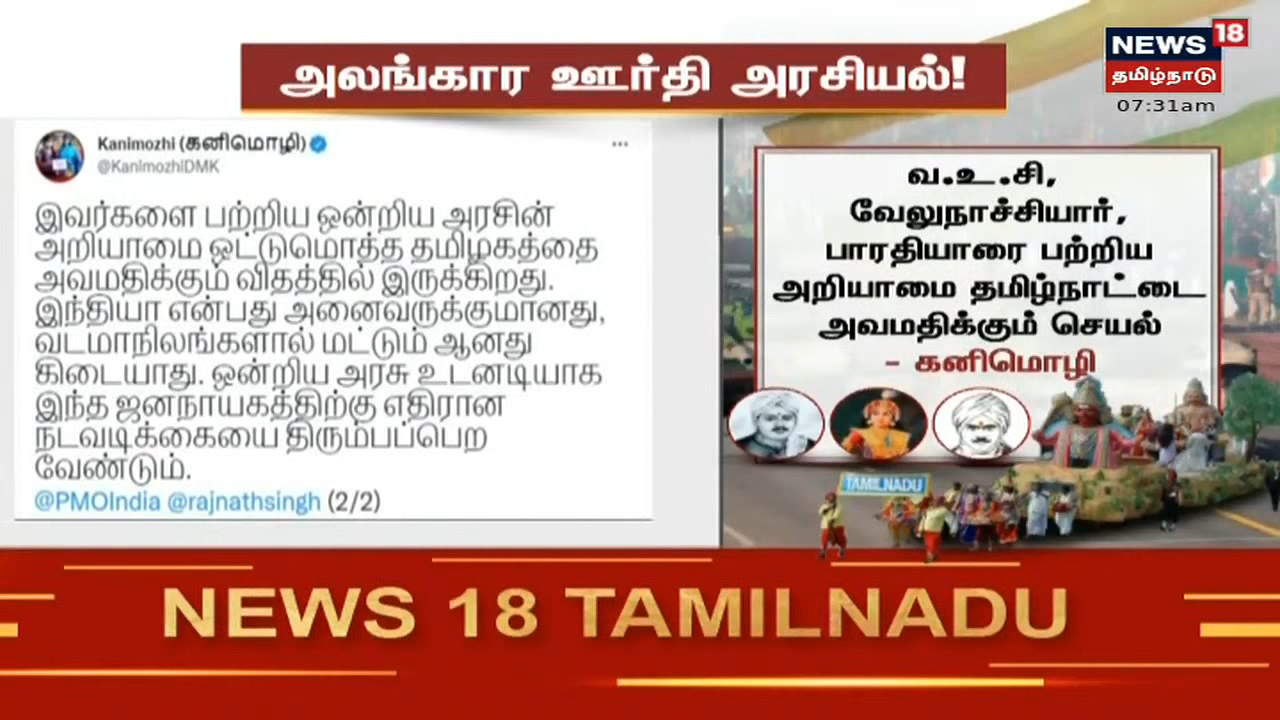 அலங்கார ஊர்தி அரசியல்!
NEWS 18
தமிழ்நாடு
07:31am
Kanimozhi (கனிமொழி)
@KanimozhiDMK
இவர்களை பற்றிய ஒன்றிய அரசின்
அறியாமை ஒட்டுமொத்த தமிழகத்தை
அவமதிக்கும் விதத்தில் இருக்கிறது.
இந்தியா என்பது அனைவருக்குமானது,
வடமாநிலங்களால் மட்டும் ஆனது
கிடையாது. ஒன்றிய அரசு உடனடியாக
இந்த ஜனநாயகத்திற்கு எதிரான
நடவடிக்கையை திரும்பப்பெற
வேண்டும்.
@PMOIndia @rajnathsingh (2/2)
வ.உ.சி,
வேலுநாச்சியார்,
பாரதியாரை பற்றிய
அறியாமை தமிழ்நாட்டை
அவமதிக்கும் செயல்
- கனிமொழி
TAMILNADU
NEWS 18 TAMILNADU